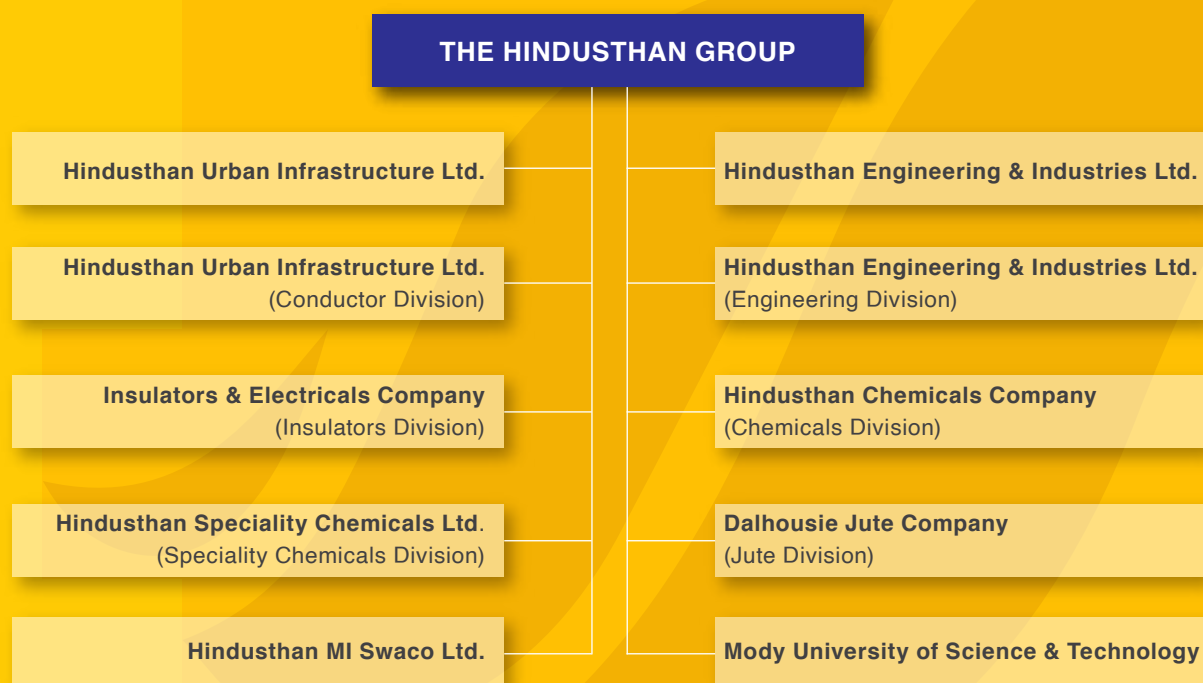 THE HINDUSTHAN GROUP
Hindusthan Urban Infrastructure Ltd.
Hindusthan Urban Infrastructure Ltd.
(Conductor Division)
Insulators & Electricals Company
(Insulators Division)
Hindusthan Speciality Chemicals Ltd.
(Speciality Chemicals Division)
Hindusthan MI Swaco Ltd.
Hindusthan Engineering & Industries Ltd.
Hindusthan Engineering & Industries Ltd.
(Engineering Division)
Hindusthan Chemicals Company
(Chemicals Division)
Dalhousie Jute Company
(Jute Division)
Mody University of Science & Technology